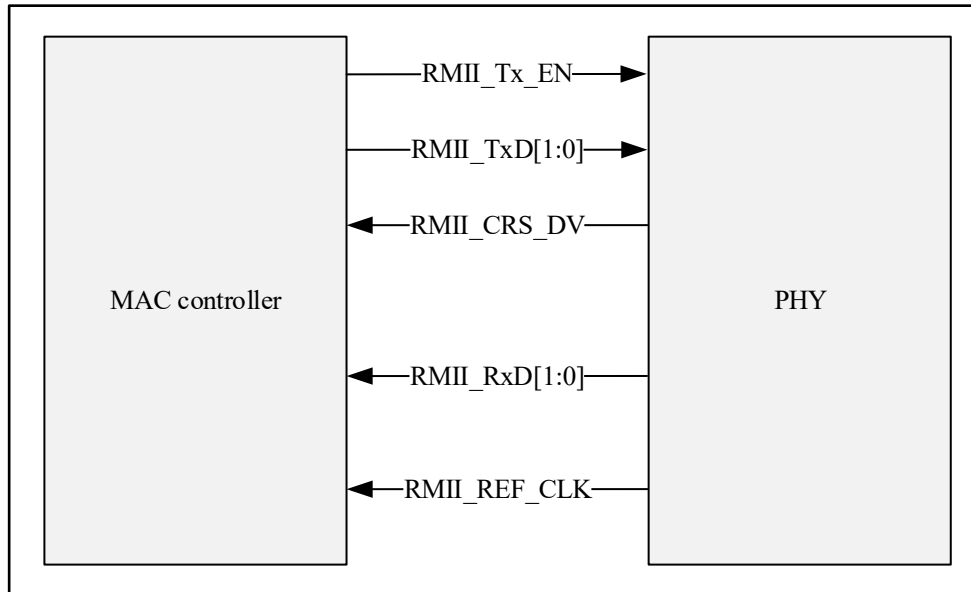 RMII_Tx_EN
RMII_TxD[1:0]
RMII_CRS_DV
MAC controller
PHY
RMII_RxD[1:0]
RMII_REF_CLK